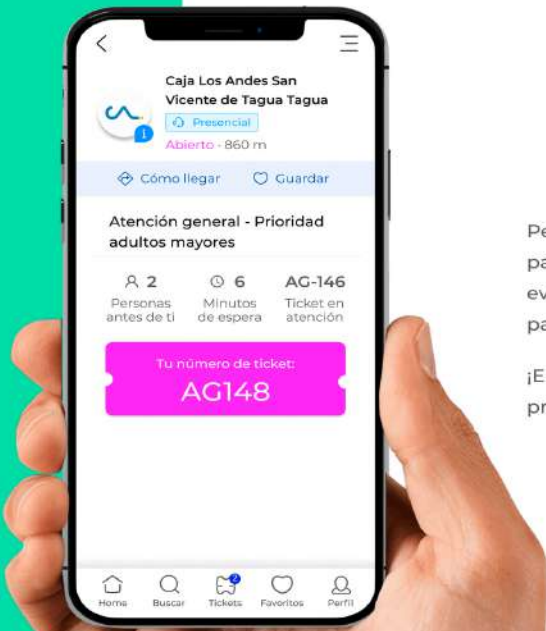 Caja Los Andes San
Vicente de Tagua Tagua
Presencial
Abierto - 860 m
Cómo llegar
Guardar
Atención general - Prioridad
adultos mayores
2
6
AG-146
Personas
antes de ti
Minutos
de espera
Ticket en
atención
Tu número de ticket:
AG148
2
Home
Buscar
Tickets
Favoritos
Perfil